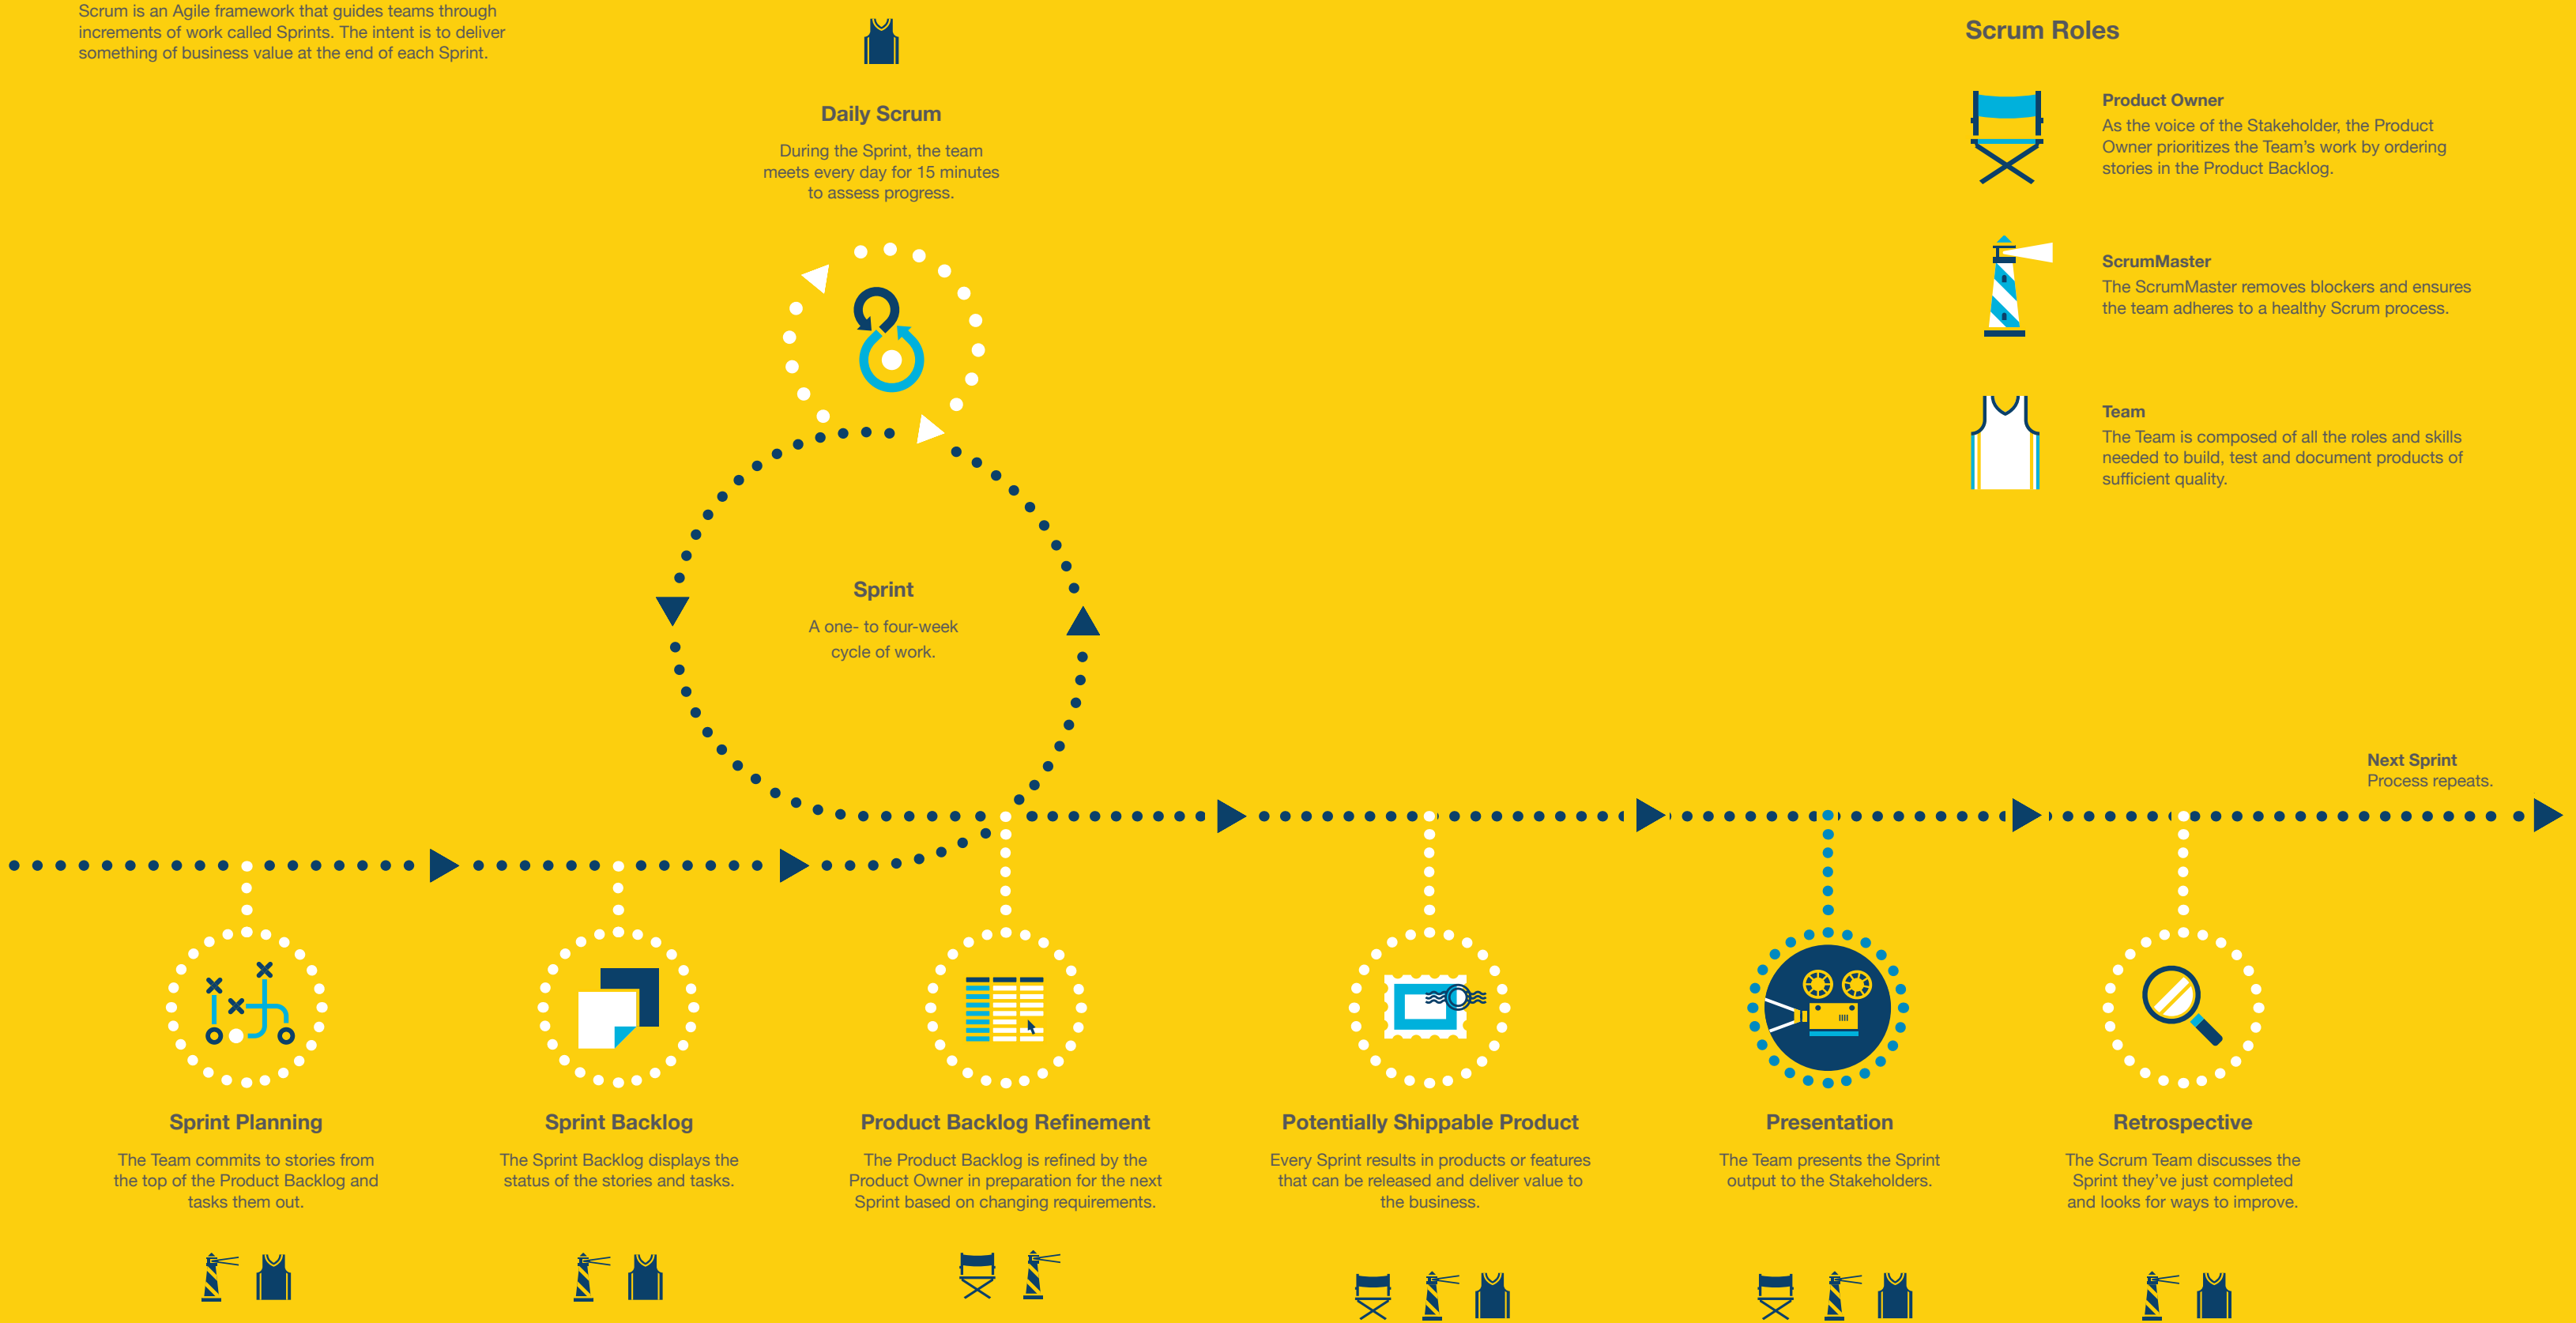 Scrum is an Agile framework that guides teams through
increments of work called Sprints. The intent is to deliver
something of business value at the end of each Sprint.
Daily Scrum
During the Sprint, the team
meets every day for 15 minutes
to assess progress.
Scrum Roles
Product Owner
As the voice of the Stakeholder, the Product
Owner prioritizes the Team’s work by ordering
stories in the Product Backlog.
ScrumMaster
The ScrumMaster removes blockers and ensures
the team adheres to a healthy Scrum process.
Team
The Team is composed of all the roles and skills
needed to build, test and document products of
sufficient quality.
Sprint
A one- to four-week
cycle of work.
Next Sprint
Process repeats.
Sprint Planning
The Team commits to stories from
the top of the Product Backlog and
tasks them out.
Sprint Backlog
The Sprint Backlog displays the
status of the stories and tasks.
Product Backlog Refinement
The Product Backlog is refined by the
Product Owner in preparation for the next
Sprint based on changing requirements.
Potentially Shippable Product
Every Sprint results in products or features
that can be released and deliver value to
the business.
Presentation
The Team presents the Sprint
output to the Stakeholders.
Retrospective
The Scrum Team discusses the
Sprint they’ve just completed
and looks for ways to improve.